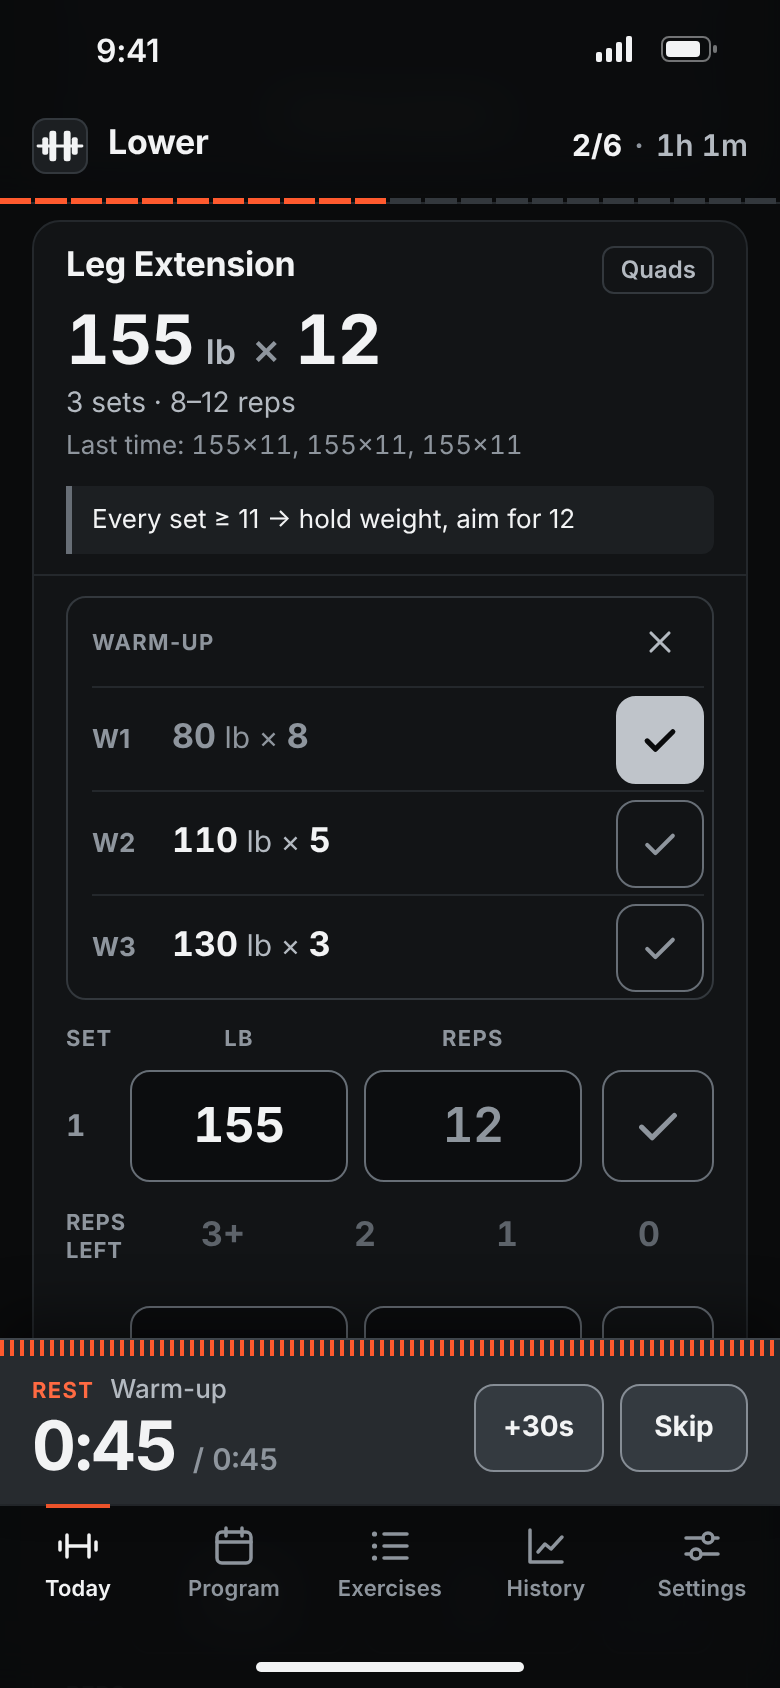 9:41
Lower
2/6 · 1h 1m
Leg Extension
Quads
155 lb × 12
3 sets · 8–12 reps
Last time: 155×11, 155×11, 155×11
Every set ≥ 11 → hold weight, aim for 12
WARM-UP
W1 80 lb × 8
W2 110 lb × 5
W3 130 lb × 3
SET LB REPS
1 155 12
REPS LEFT 3+ 2 1 0
REST Warm-up
0:45 / 0:45
+30s Skip
Today Program Exercises History Settings